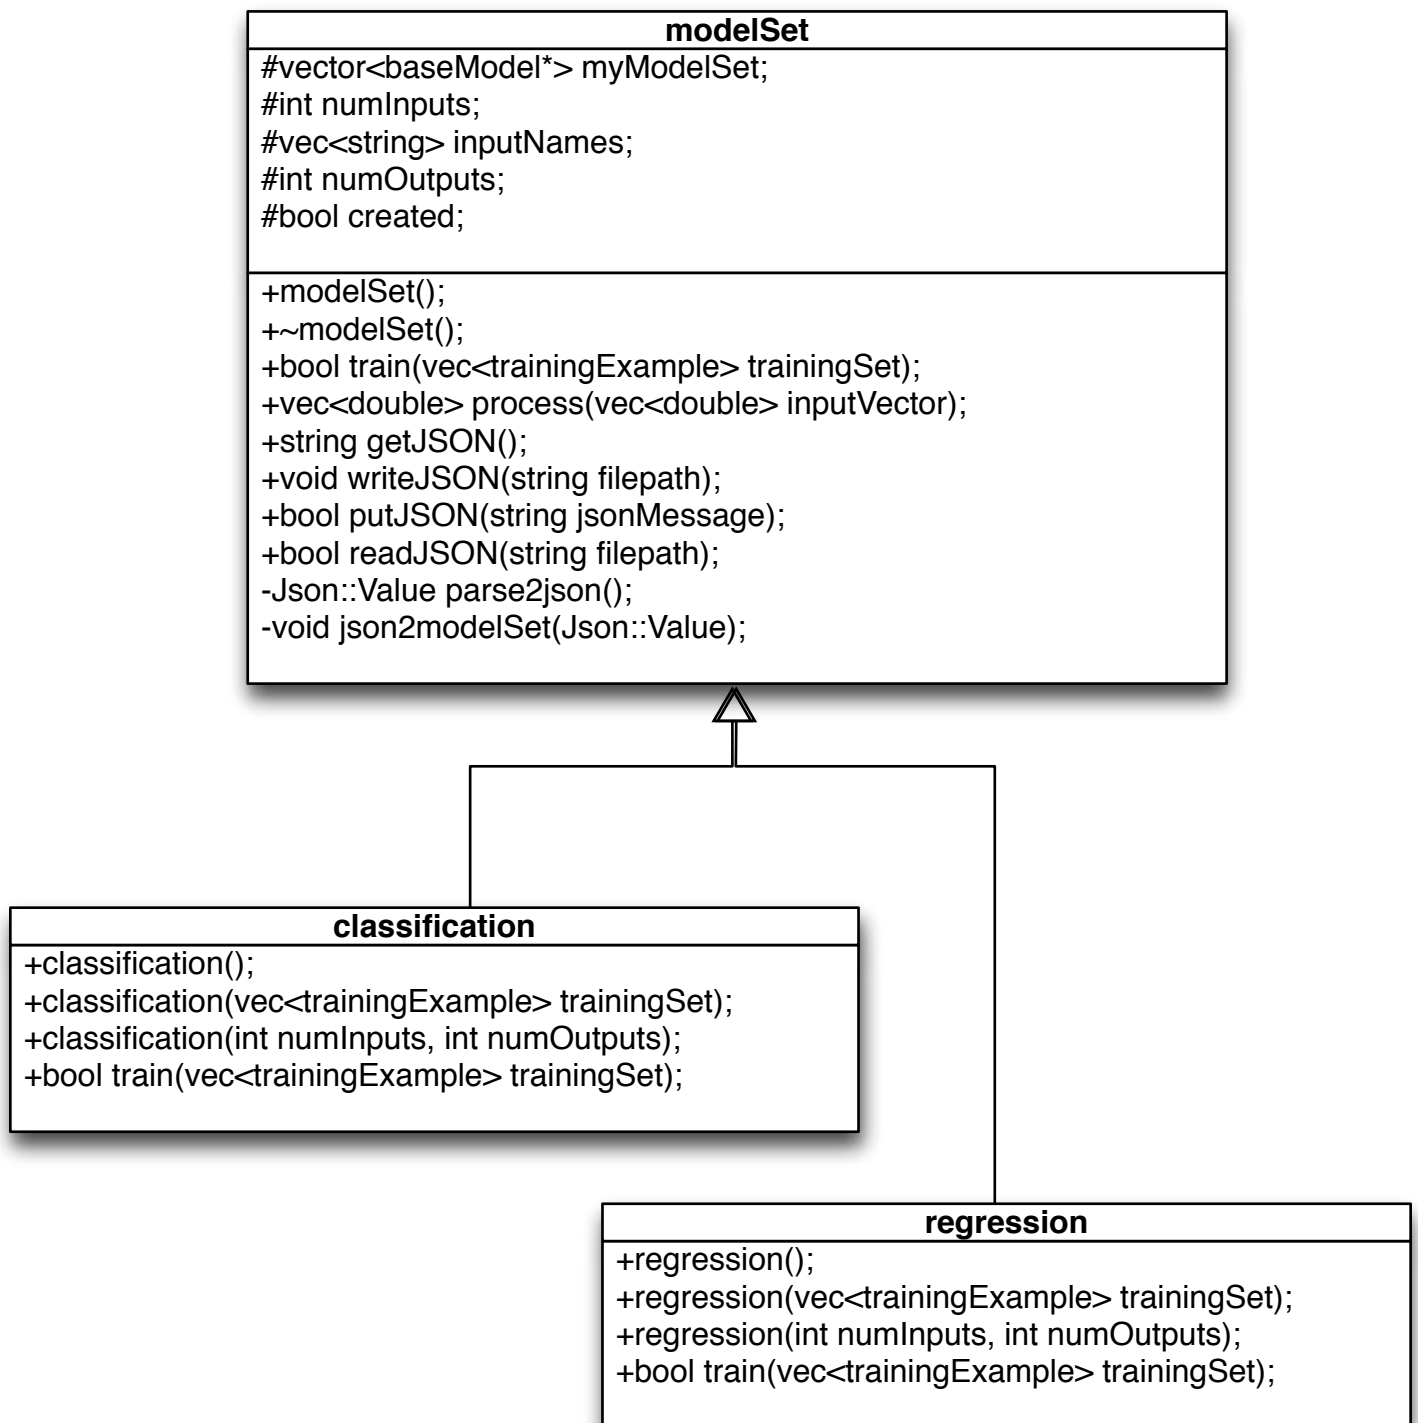 modelSet
#vector<baseModel*> myModelSet;
#int numInputs;
#vec<string> inputNames;
#int numOutputs;
#bool created;
+modelSet();
+~modelSet();
+bool train(vec<trainingExample> trainingSet);
+vec<double> process(vec<double> inputVector);
+string getJSON();
+void writeJSON(string filepath);
+bool putJSON(string jsonMessage);
+bool readJSON(string filepath);
-Json::Value parse2json();
-void json2modelSet(Json::Value);
classification
+classification();
+classification(vec<trainingExample> trainingSet);
+classification(int numInputs, int numOutputs);
+bool train(vec<trainingExample> trainingSet);
regression
+regression();
+regression(vec<trainingExample> trainingSet);
+regression(int numInputs, int numOutputs);
+bool train(vec<trainingExample> trainingSet);